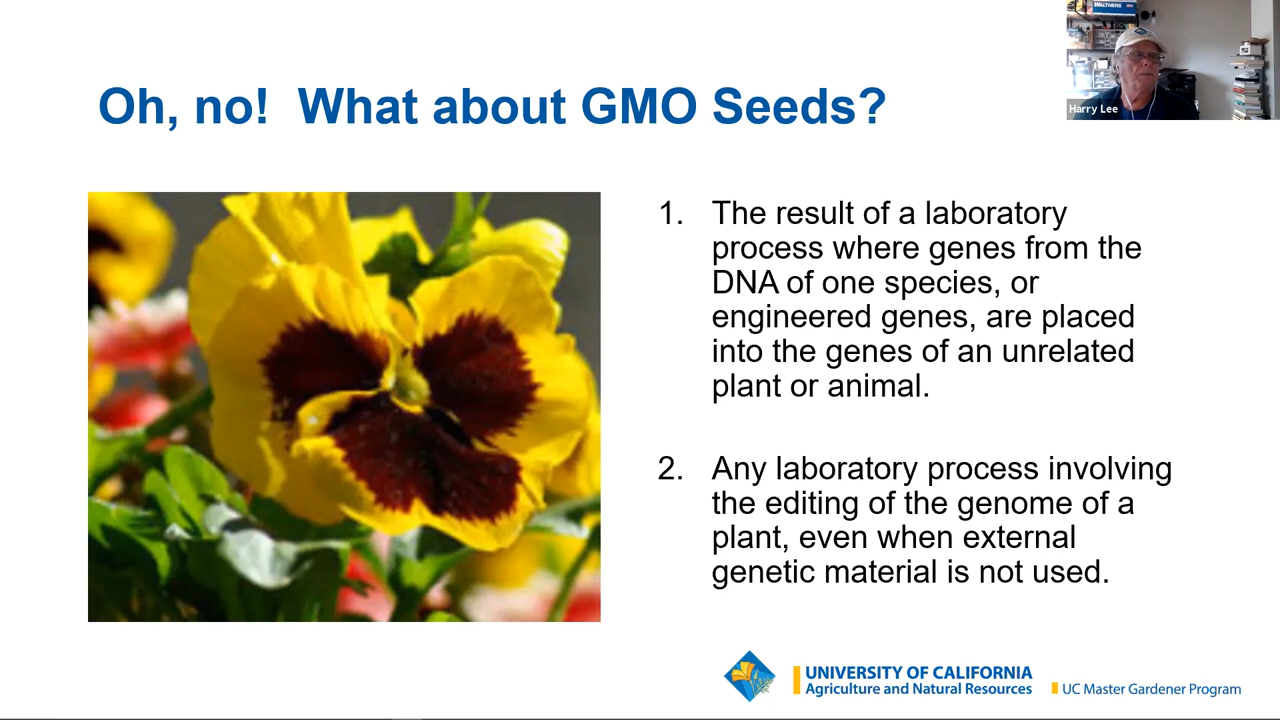 WALTHERS
Harry Lee
Oh, no!  What about GMO Seeds?
1. The result of a laboratory
process where genes from the
DNA of one species, or
engineered genes, are placed
into the genes of an unrelated
plant or animal.
2. Any laboratory process involving
the editing of the genome of a
plant, even when external
genetic material is not used.
UNIVERSITY OF CALIFORNIA
Agriculture and Natural Resources
UC Master Gardener Program